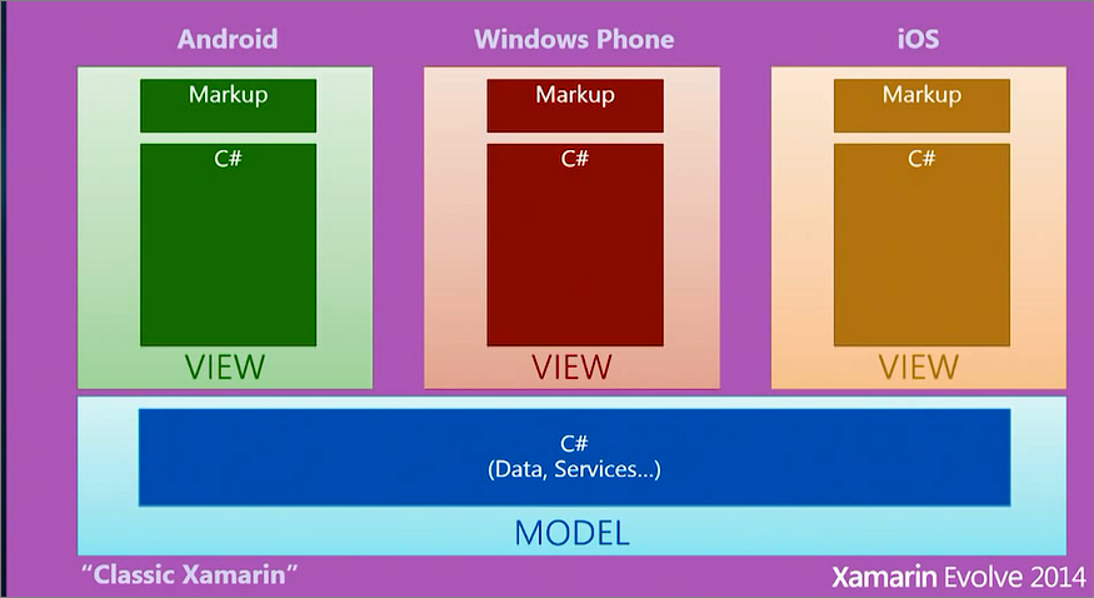 Android
Windows Phone
iOS
Markup
Markup
Markup
C#
C#
C#
VIEW
VIEW
VIEW
C#
(Data, Services...)
MODEL
“Classic Xamarin”
Xamarin Evolve 2014